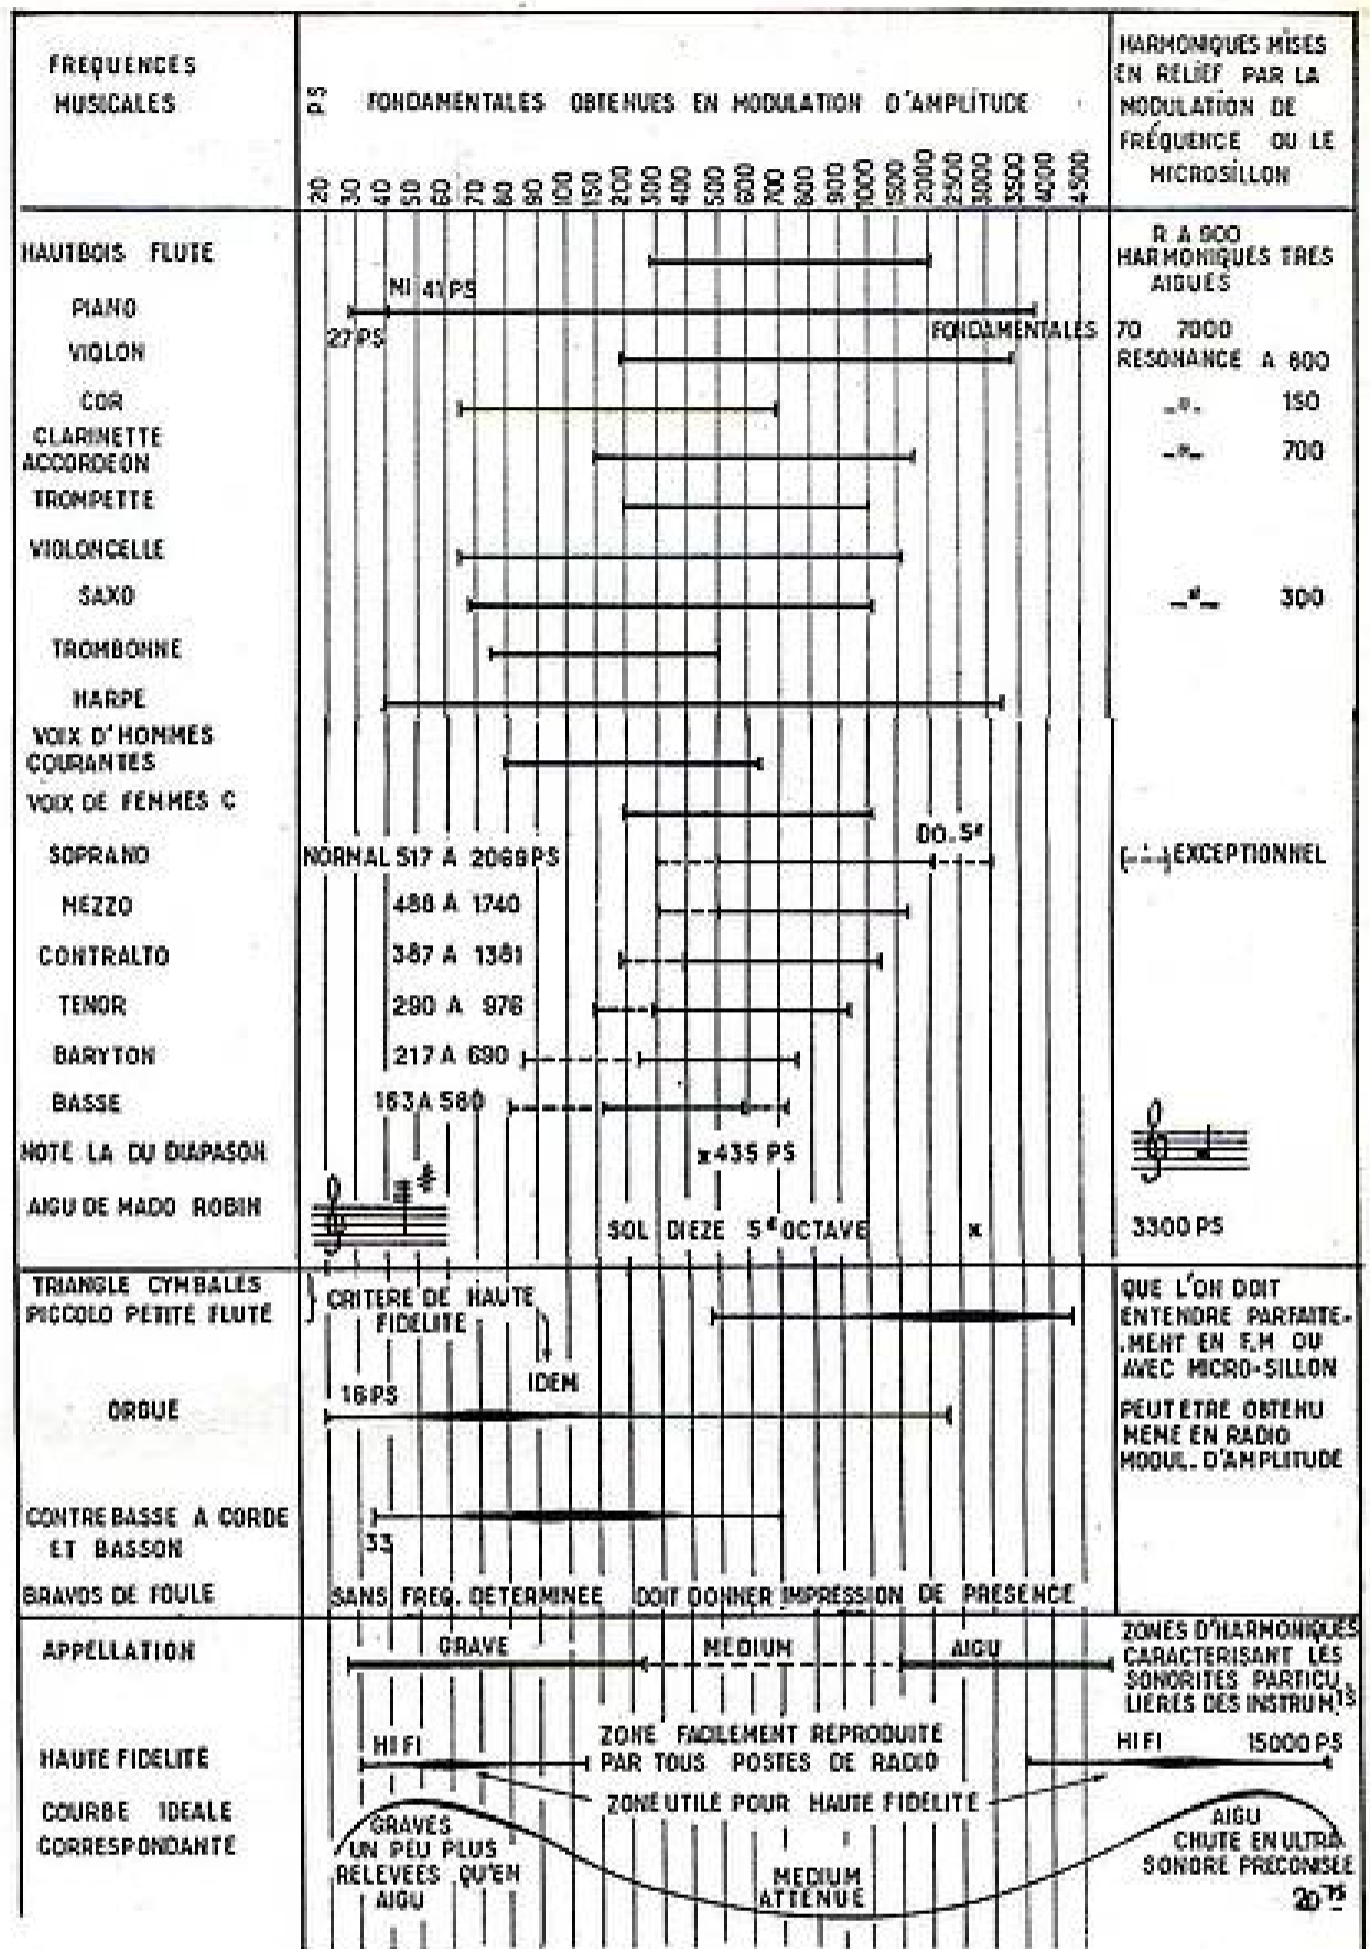 FREQUENCES
MUSICALES
PS
FONDAMENTALES OBTENUES EN MODULATION D'AMPLITUDE
HARMONIQUES MISES
EN RELIEF PAR LA
MODULATION DE
FRÉQUENCE OU LE
MICROSILLON
20 30 40 50 60 70 80 90 100 150 200 300 400 500 600 700 800 900 1000 1500 2000 2500 3000 3500 4000 4500
HAUTBOIS FLUTE
R A 900
HARMONIQUES TRES
AIGUES
PIANO
MI 41 PS
27 PS
FONDAMENTALES
70 7000
VIOLON
RESONANCE A 600
COR
150
CLARINETTE
ACCORDEON
700
TROMPETTE
VIOLONCELLE
SAXO
300
TROMBONNE
HARPE
VOIX D'HOMMES
COURANTES
VOIX DE FEMMES C
SOPRANO
NORMAL 517 A 2069 PS
DO.5e
EXCEPTIONNEL
MEZZO
488 A 1740
CONTRALTO
387 A 1381
TENOR
290 A 976
BARYTON
217 A 690
BASSE
163 A 580
NOTE LA DU DIAPASON
x 435 PS
AIGU DE MADO ROBIN
SOL DIEZE 5e OCTAVE x
3300 PS
TRIANGLE CYMBALES
PICCOLO PETITE FLUTE
CRITERE DE HAUTE
FIDELITE
IDEM
QUE L'ON DOIT
ENTENDRE PARFAITE-
.MENT EN F.M OU
AVEC MICRO-SILLON
ORGUE
16 PS
PEUT ETRE OBTENU
MEME EN RADIO
MODUL. D'AMPLITUDE
CONTREBASSE A CORDE
ET BASSON
33
BRAVOS DE FOULE
SANS FREQ. DETERMINEE DOIT DONNER IMPRESSION DE PRESENCE
APPELLATION
GRAVE
MEDIUM
AIGU
ZONES D'HARMONIQUES
CARACTERISANT LES
SONORITES PARTICU
LIERES DES INSTRUM.TS
HAUTE FIDELITE
HI FI
ZONE FACILEMENT REPRODUITE
PAR TOUS POSTES DE RADIO
HI FI 15000 PS
COURBE IDEALE
CORRESPONDANTE
ZONE UTILE POUR HAUTE FIDELITE
GRAVES
UN PEU PLUS
RELEVEES QU'EN
AIGU
MEDIUM
ATTENUE
AIGU
CHUTE EN ULTRA
SONORE PRECONISEE